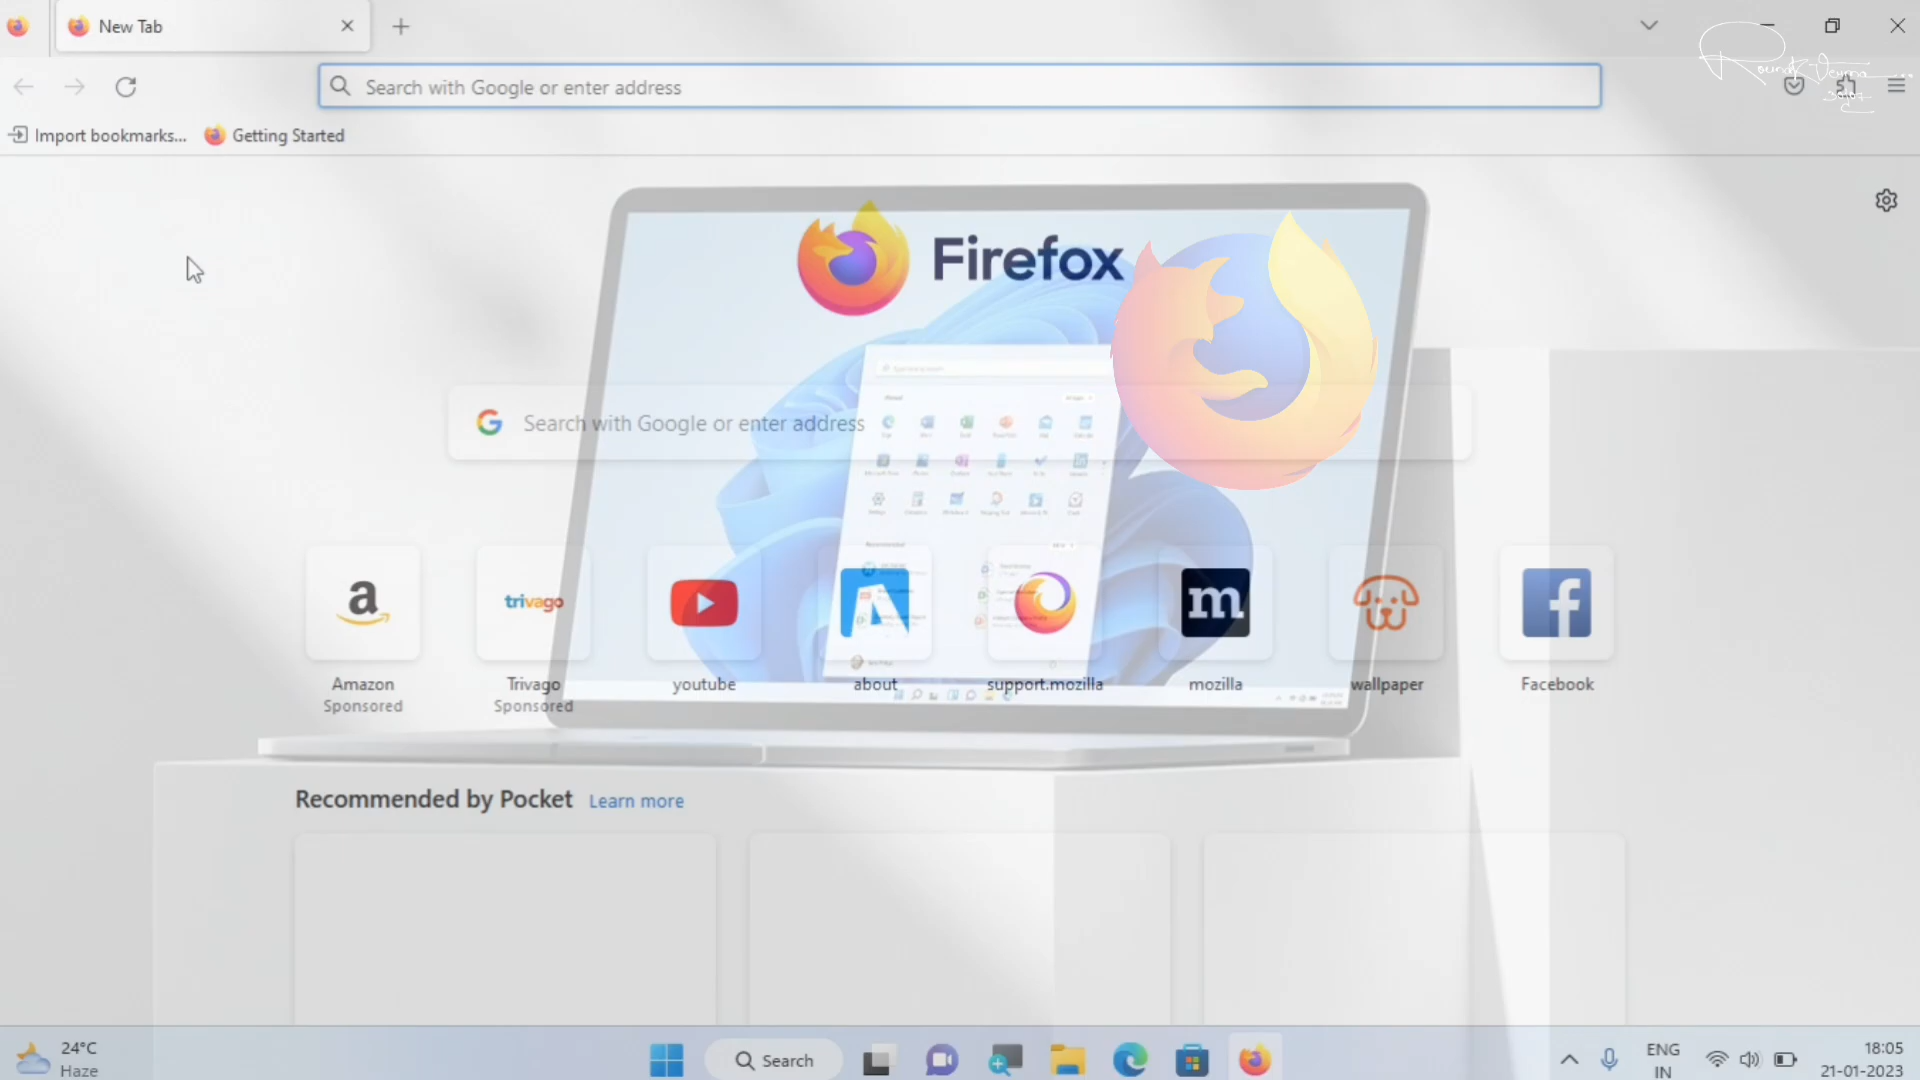 New Tab
Search with Google or enter address
Import bookmarks...
Getting Started
Firefox
Search with Google or enter address
a
trivago
m
f
Amazon
Sponsored
Trivago
Sponsored
youtube
about
support.mozilla
mozilla
wallpaper
Facebook
Recommended by Pocket
Learn more
24°C
Haze
Search
ENG
IN
18:05
21-01-2023